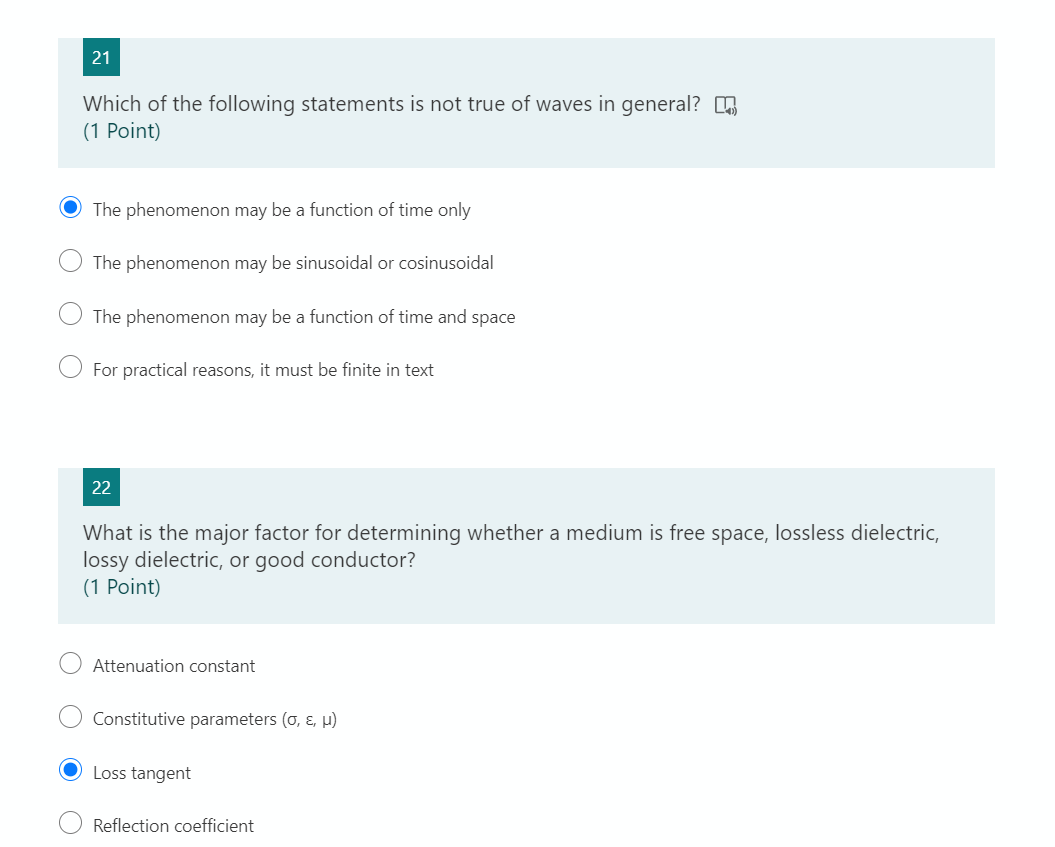 21
Which of the following statements is not true of waves in general?
(1 Point)
The phenomenon may be a function of time only
The phenomenon may be sinusoidal or cosinusoidal
The phenomenon may be a function of time and space
For practical reasons, it must be finite in text
22
What is the major factor for determining whether a medium is free space, lossless dielectric,
lossy dielectric, or good conductor?
(1 Point)
Attenuation constant
Constitutive parameters (σ, ε, μ)
Loss tangent
Reflection coefficient